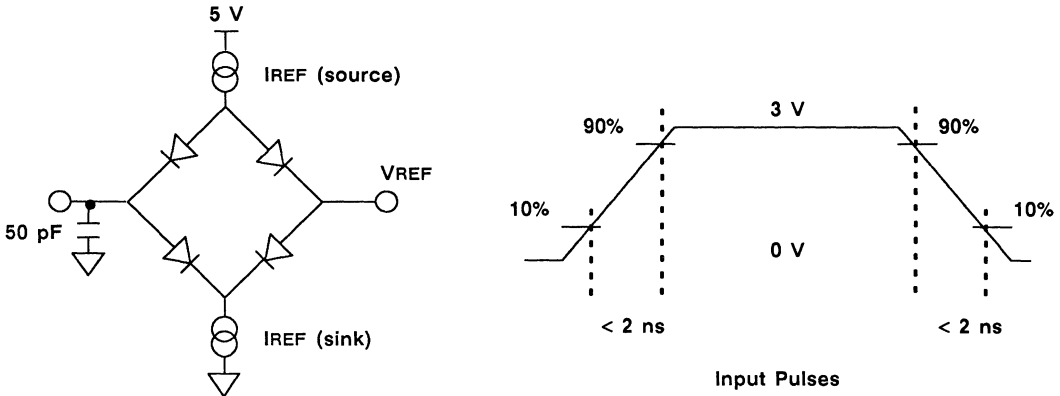 5 V
IREF (source)
VREF
50 pF
IREF (sink)
90%
3 V
90%
10%
10%
0 V
< 2 ns
< 2 ns
Input Pulses